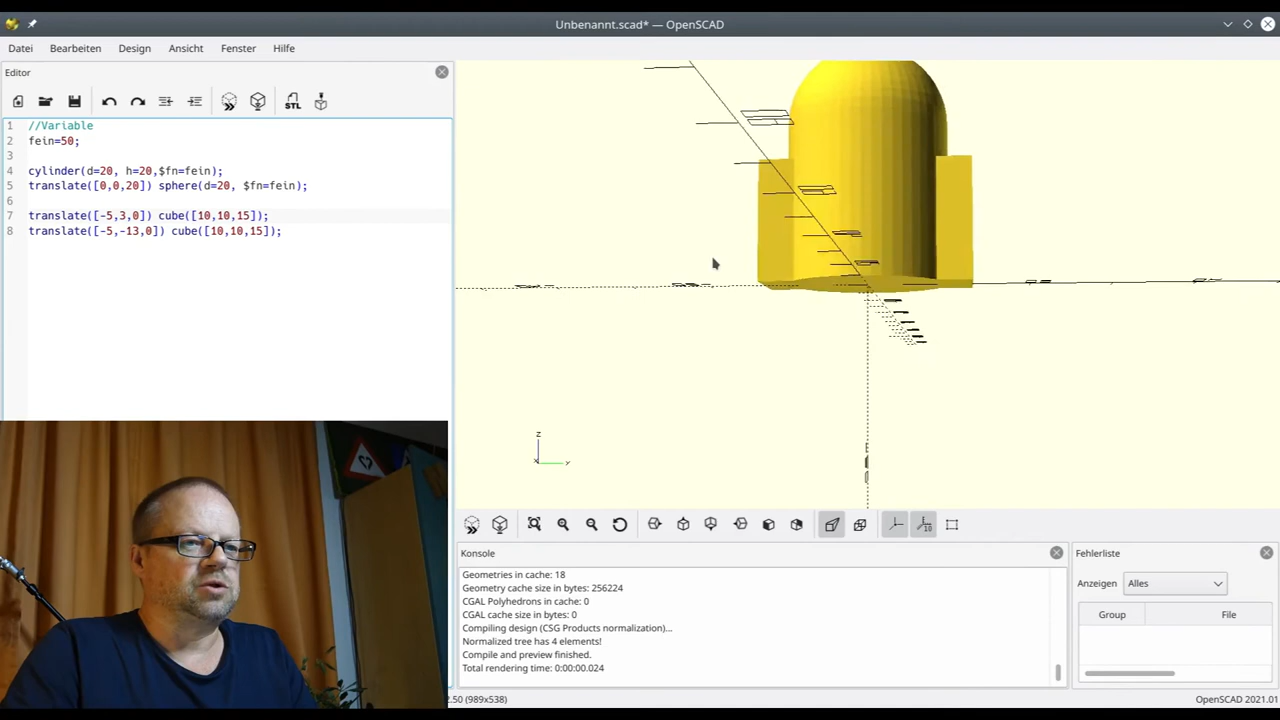 Unbenannt.scad* — OpenSCAD
Datei Bearbeiten Design Ansicht Fenster Hilfe
Editor
STL
1 //Variable
2 fein=50;
3
4 cylinder(d=20, h=20,$fn=fein);
5 translate([0,0,20]) sphere(d=20, $fn=fein);
6
7 translate([-5,3,0]) cube([10,10,15]);
8 translate([-5,-13,0]) cube([10,10,15]);
z
x
y
10
Konsole
Geometries in cache: 18
Geometry cache size in bytes: 256224
CGAL Polyhedrons in cache: 0
CGAL cache size in bytes: 0
Compiling design (CSG Products normalization)...
Normalized tree has 4 elements!
Compile and preview finished.
Total rendering time: 0:00:00.024
Fehlerliste
Anzeigen Alles
Group File
2.50 (989x538)
OpenSCAD 2021.01